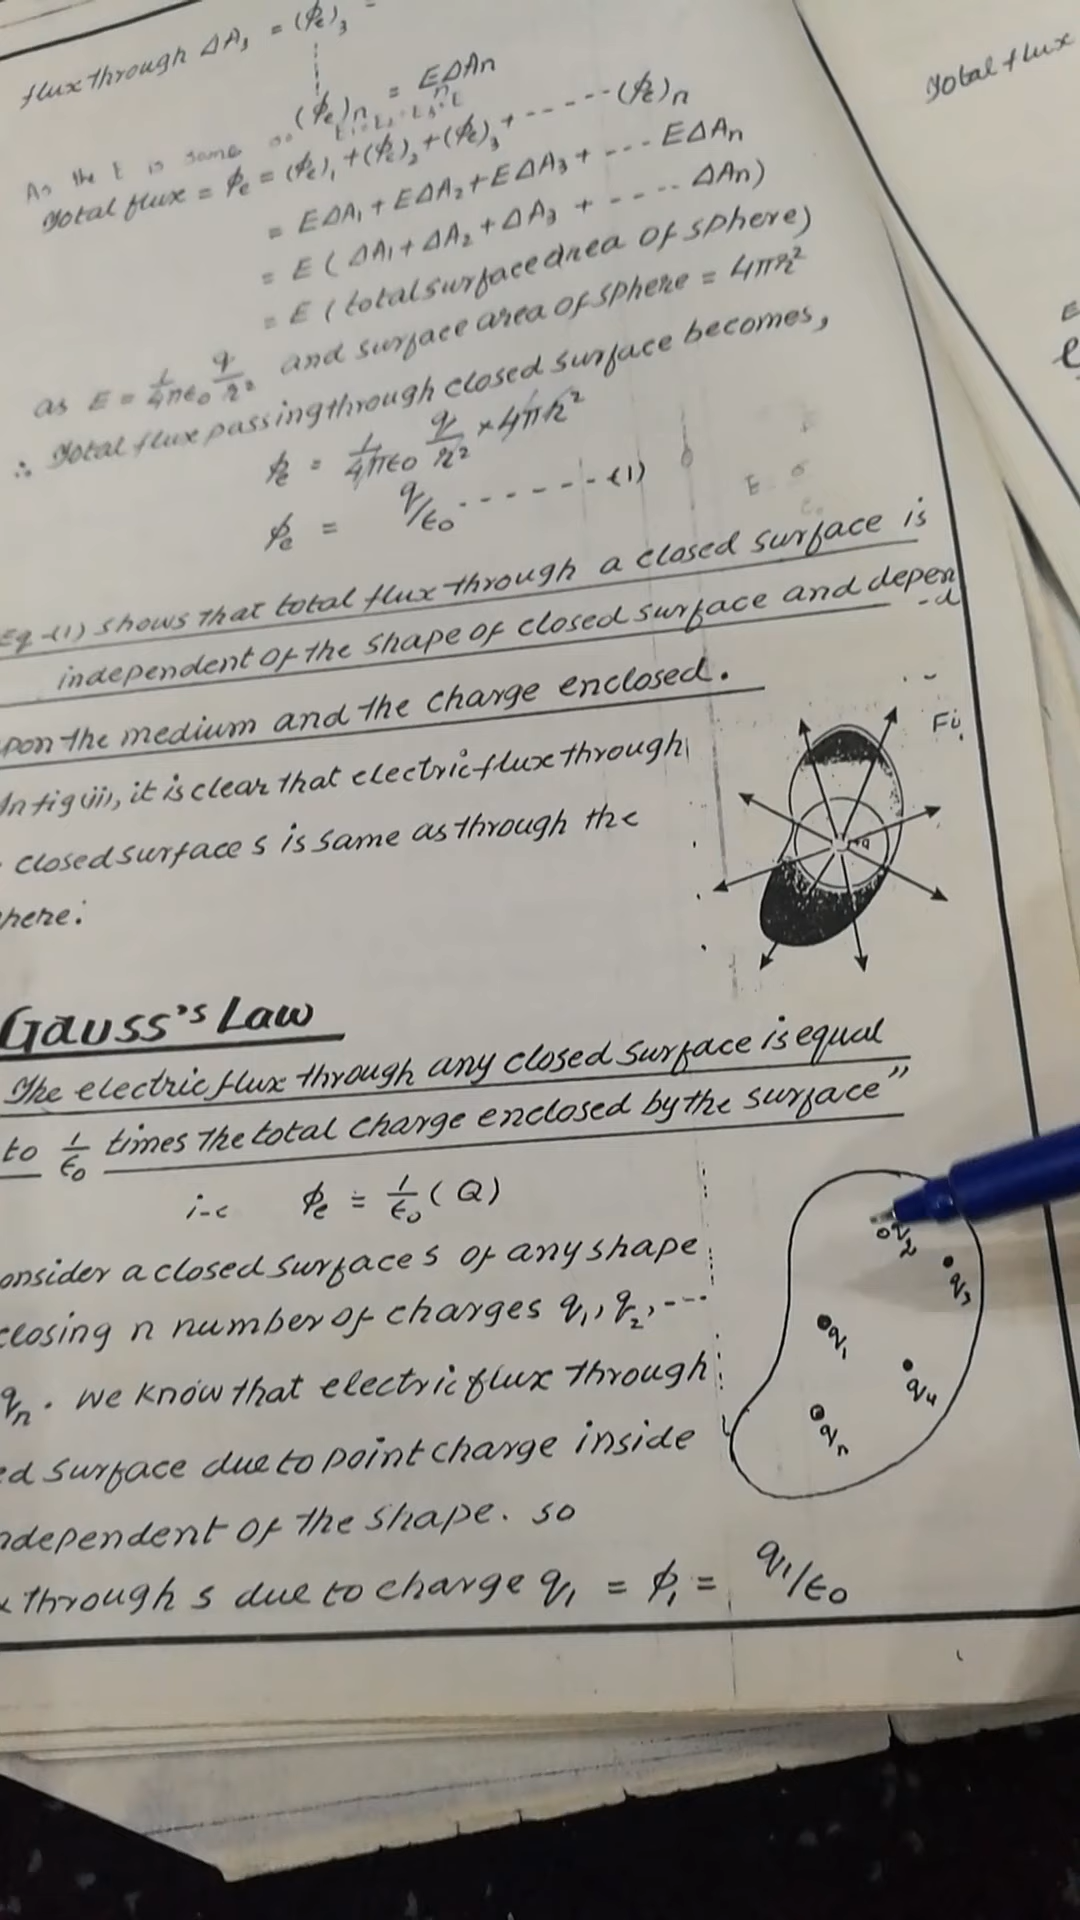 flux through ΔA₃ = (ϕe)₃ =
(ϕe)n = EΔAn
As the E is same so
Total flux = ϕe = (ϕe)₁ + (ϕe)₂ + (ϕe)₃ + ------ (ϕe)n
= EΔA₁ + EΔA₂ + EΔA₃ + --- EΔAn
= E ( ΔA₁ + ΔA₂ + ΔA₃ + ----- ΔAn)
= E ( total surface area of sphere)
as E = 1/4πϵ₀ q/r² and surface area of sphere = 4πr²
∴ Total flux passing through closed surface becomes,
ϕe = 1/4πϵ₀ q/r² × 4πr²
ϕe = q/ϵ₀ ------- (1)
Eq-(1) shows that total flux through a closed surface is
independent of the shape of closed surface and depen
-d
pon the medium and the charge enclosed.
In fig (ii), it is clear that electric flux through
closed surface s is same as through the
here:
q
Gauss's Law
The electric flux through any closed surface is equal
to 1/ϵ₀ times the total charge enclosed by the surface"
i-e ϕe = 1/ϵ₀ (Q)
onsider a closed surface s of any shape
closing n number of charges q₁, q₂, ---
qn. we know that electric flux through
ed surface due to point charge inside
ndependent of the shape. so
x through s due to charge q₁ = ϕ₁ = q₁/ϵ₀
q₂
q₃
q₁
q₄
qn
Total flux